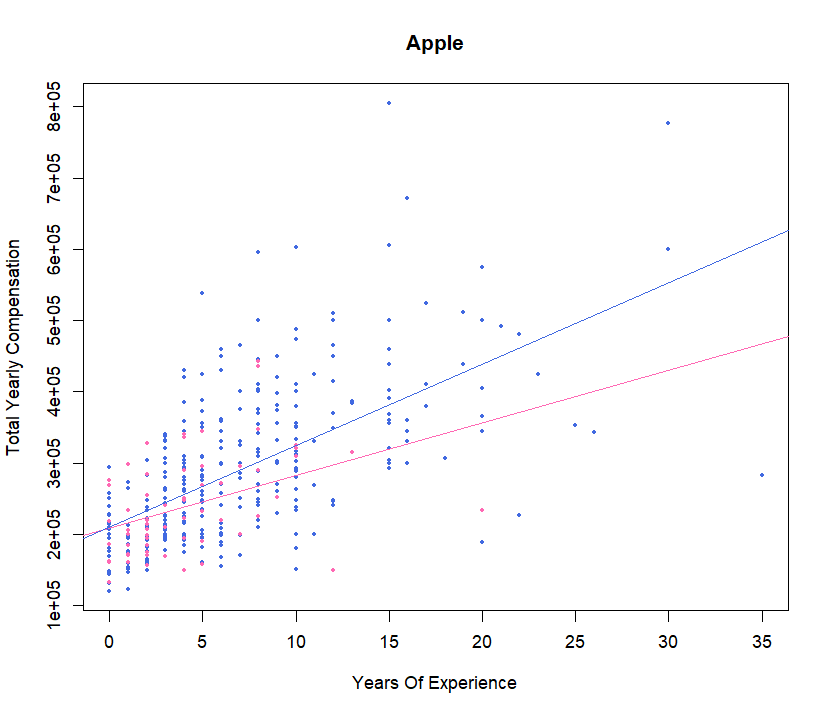 Apple
Total Yearly Compensation
8e+05
7e+05
6e+05
5e+05
4e+05
3e+05
2e+05
1e+05
0 5 10 15 20 25 30 35
Years Of Experience